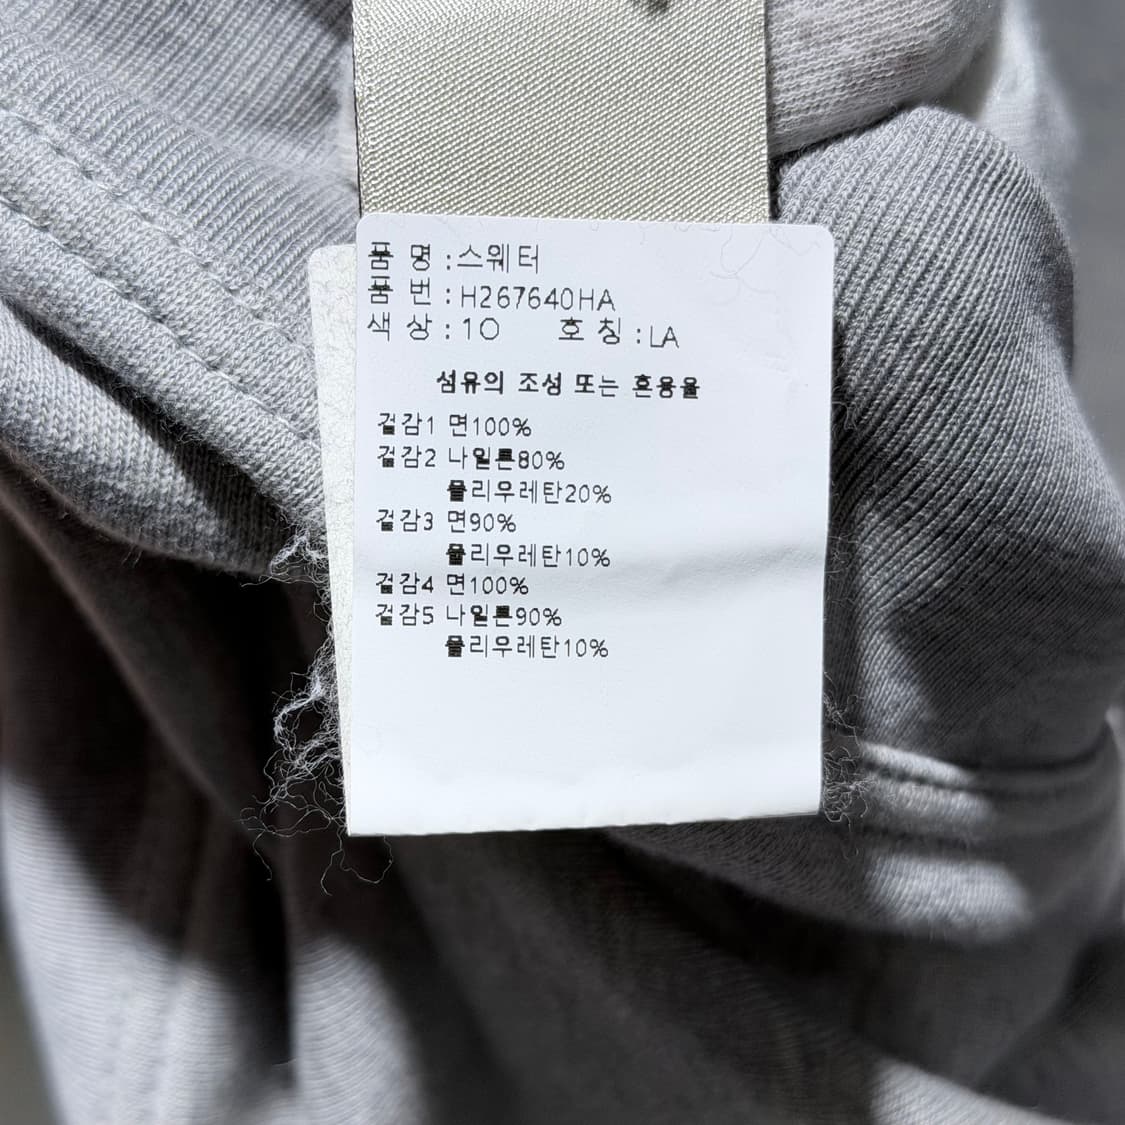 품 명 :스웨터
품 번 :H267640HA
색 상 :10 호 칭 :LA
섬유의 조성 또는 혼용율
겉감1 면100%
겉감2 나일론80%
폴리우레탄20%
겉감3 면90%
폴리우레탄10%
겉감4 면100%
겉감5 나일론90%
폴리우레탄10%